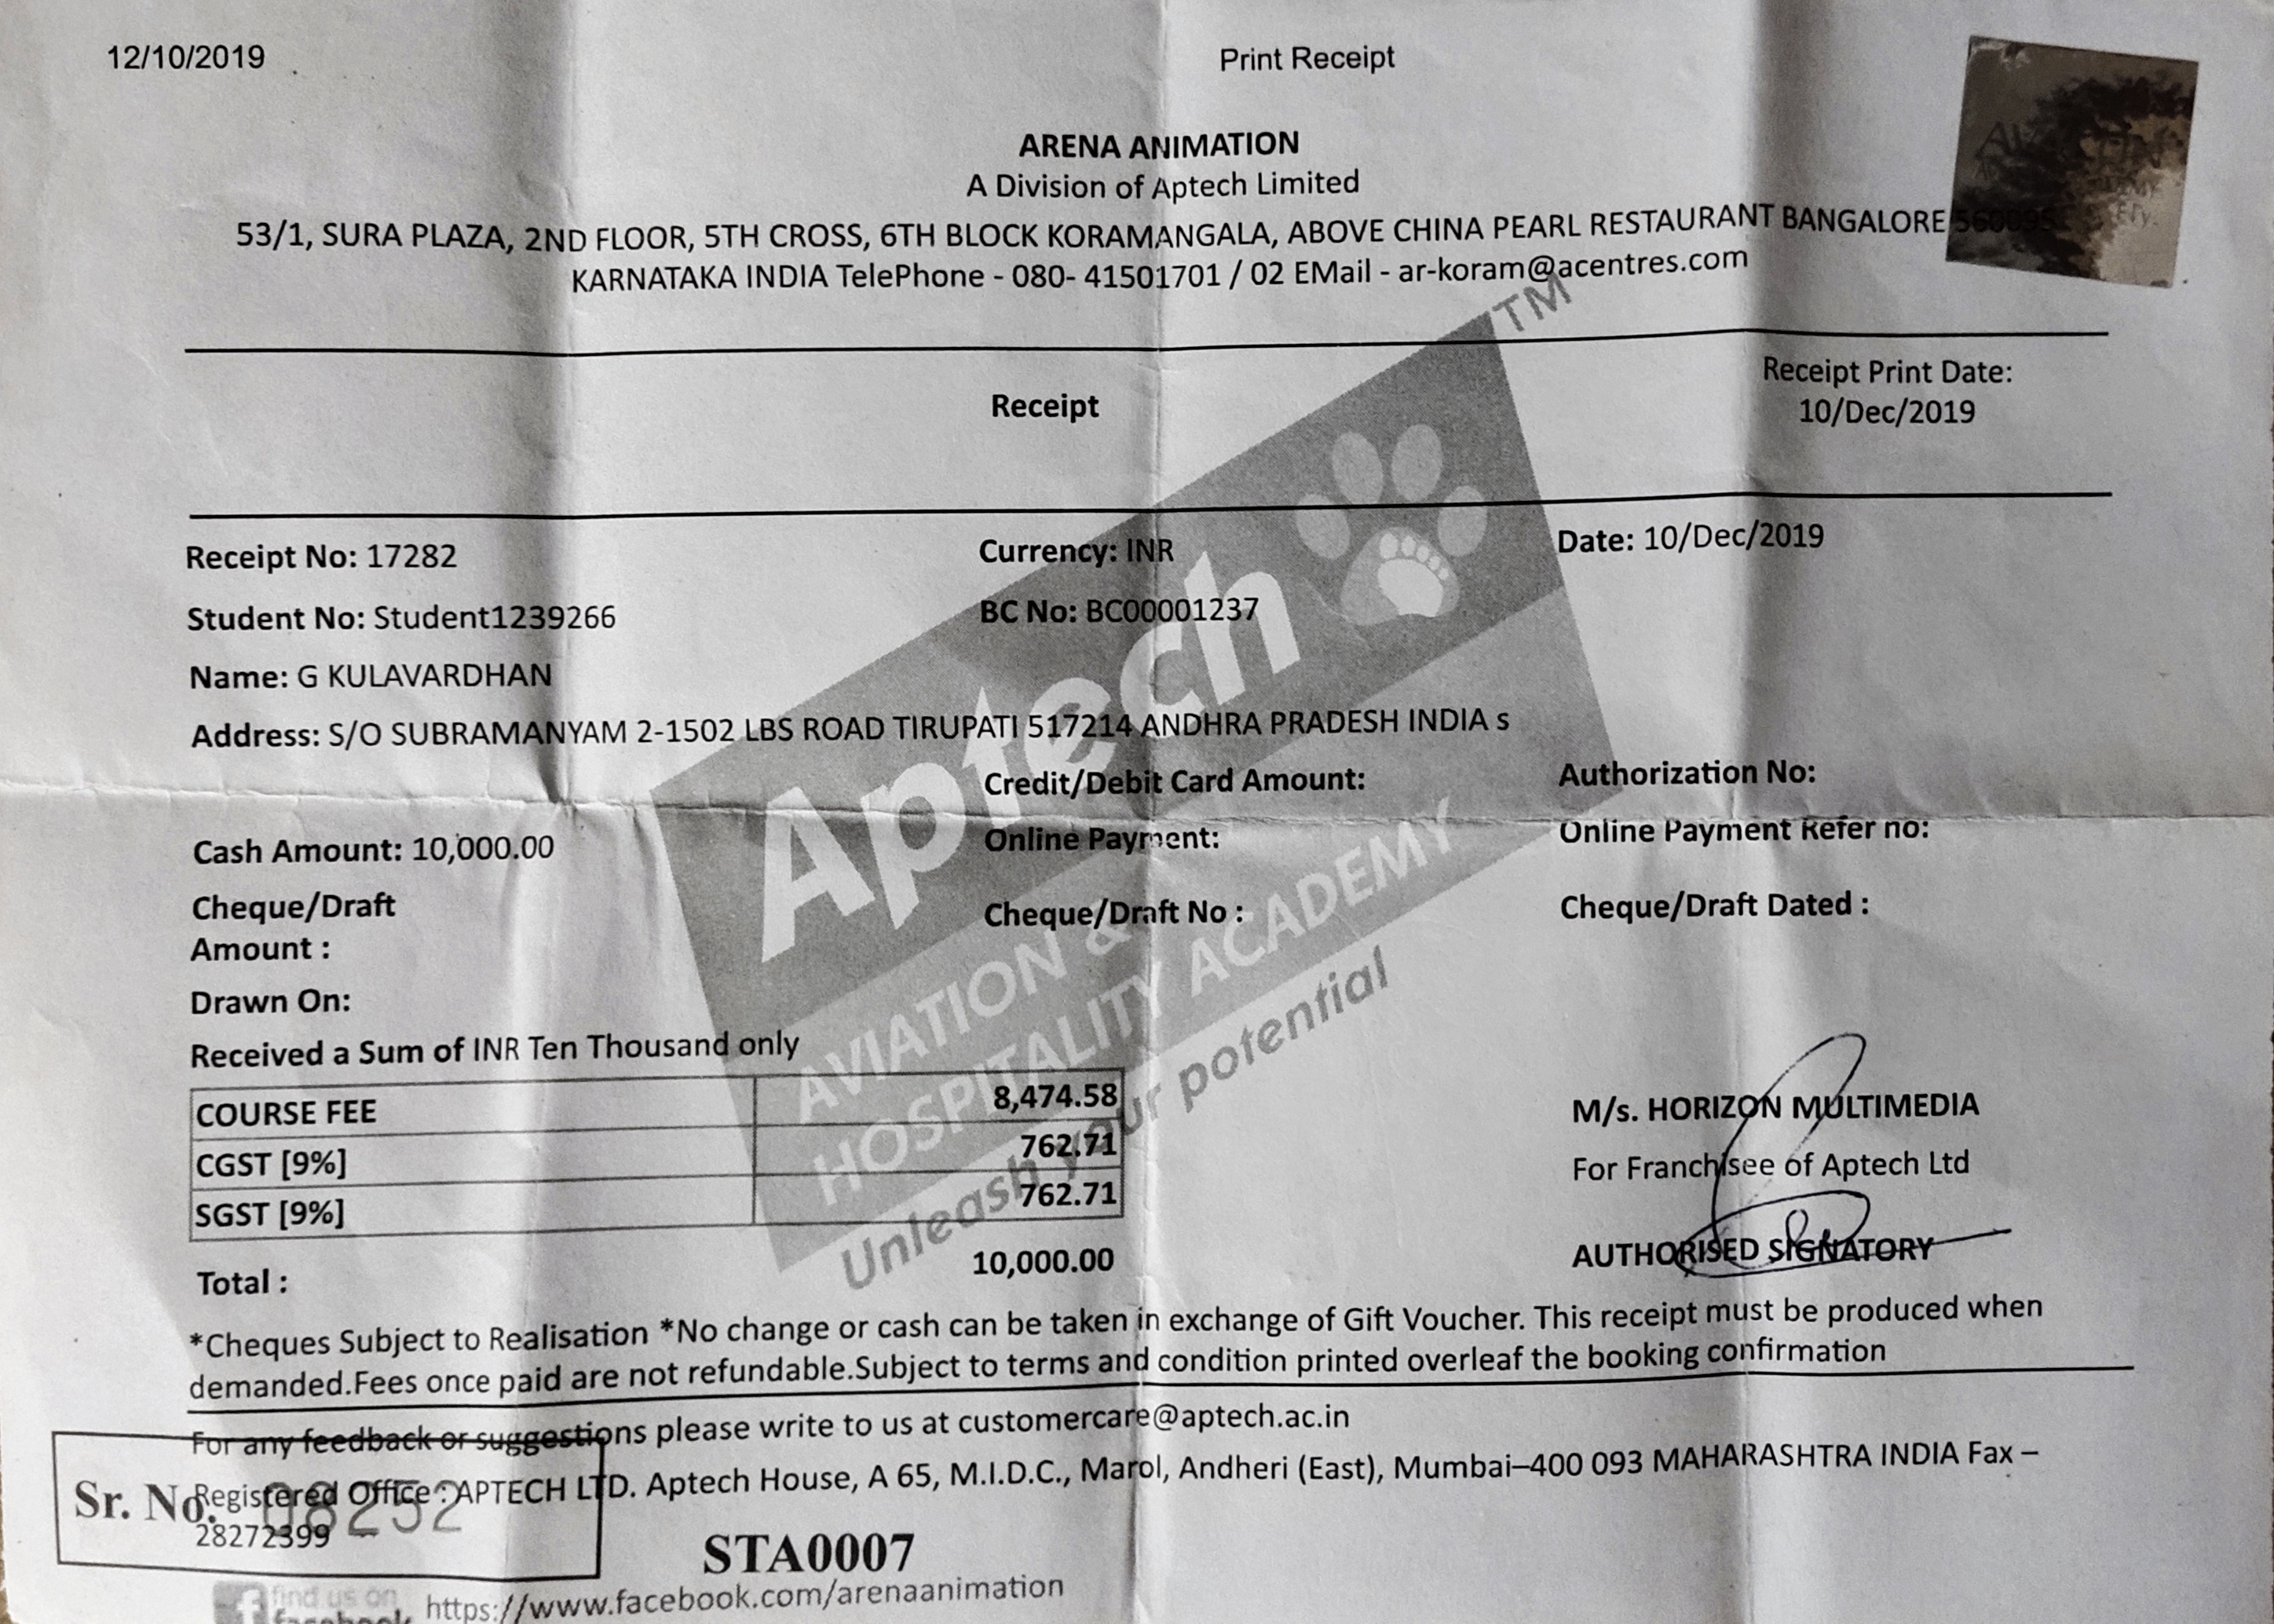 12/10/2019 Print Receipt
ARENA ANIMATION
A Division of Aptech Limited
53/1, SURA PLAZA, 2ND FLOOR, 5TH CROSS, 6TH BLOCK KORAMANGALA, ABOVE CHINA PEARL RESTAURANT BANGALORE 560095
KARNATAKA INDIA TelePhone - 080- 41501701 / 02 EMail - ar-koram@acentres.com
Receipt
Receipt Print Date:
10/Dec/2019
Receipt No: 17282 Currency: INR Date: 10/Dec/2019
Student No: Student1239266 BC No: BC00001237
Name: G KULAVARDHAN
Address: S/O SUBRAMANYAM 2-1502 LBS ROAD TIRUPATI 517214 ANDHRA PRADESH INDIA s
Credit/Debit Card Amount: Authorization No:
Cash Amount: 10,000.00 Online Payment: Online Payment Refer no:
Cheque/Draft
Amount : Cheque/Draft No : Cheque/Draft Dated :
Drawn On:
Received a Sum of INR Ten Thousand only
COURSE FEE 8,474.58
CGST [9%] 762.71
SGST [9%] 762.71
Total : 10,000.00
M/s. HORIZON MULTIMEDIA
For Franchisee of Aptech Ltd
AUTHORISED SIGNATORY
*Cheques Subject to Realisation *No change or cash can be taken in exchange of Gift Voucher. This receipt must be produced when
demanded.Fees once paid are not refundable.Subject to terms and condition printed overleaf the booking confirmation
For any feedback or suggestions please write to us at customercare@aptech.ac.in
Registered Office : APTECH LTD. Aptech House, A 65, M.I.D.C., Marol, Andheri (East), Mumbai–400 093 MAHARASHTRA INDIA Fax –
28272399
Sr. No. 08252
STA0007
find us on
facebook https://www.facebook.com/arenaanimation
Aptech TM
AVIATION &
HOSPITALITY ACADEMY
Unleash your potential